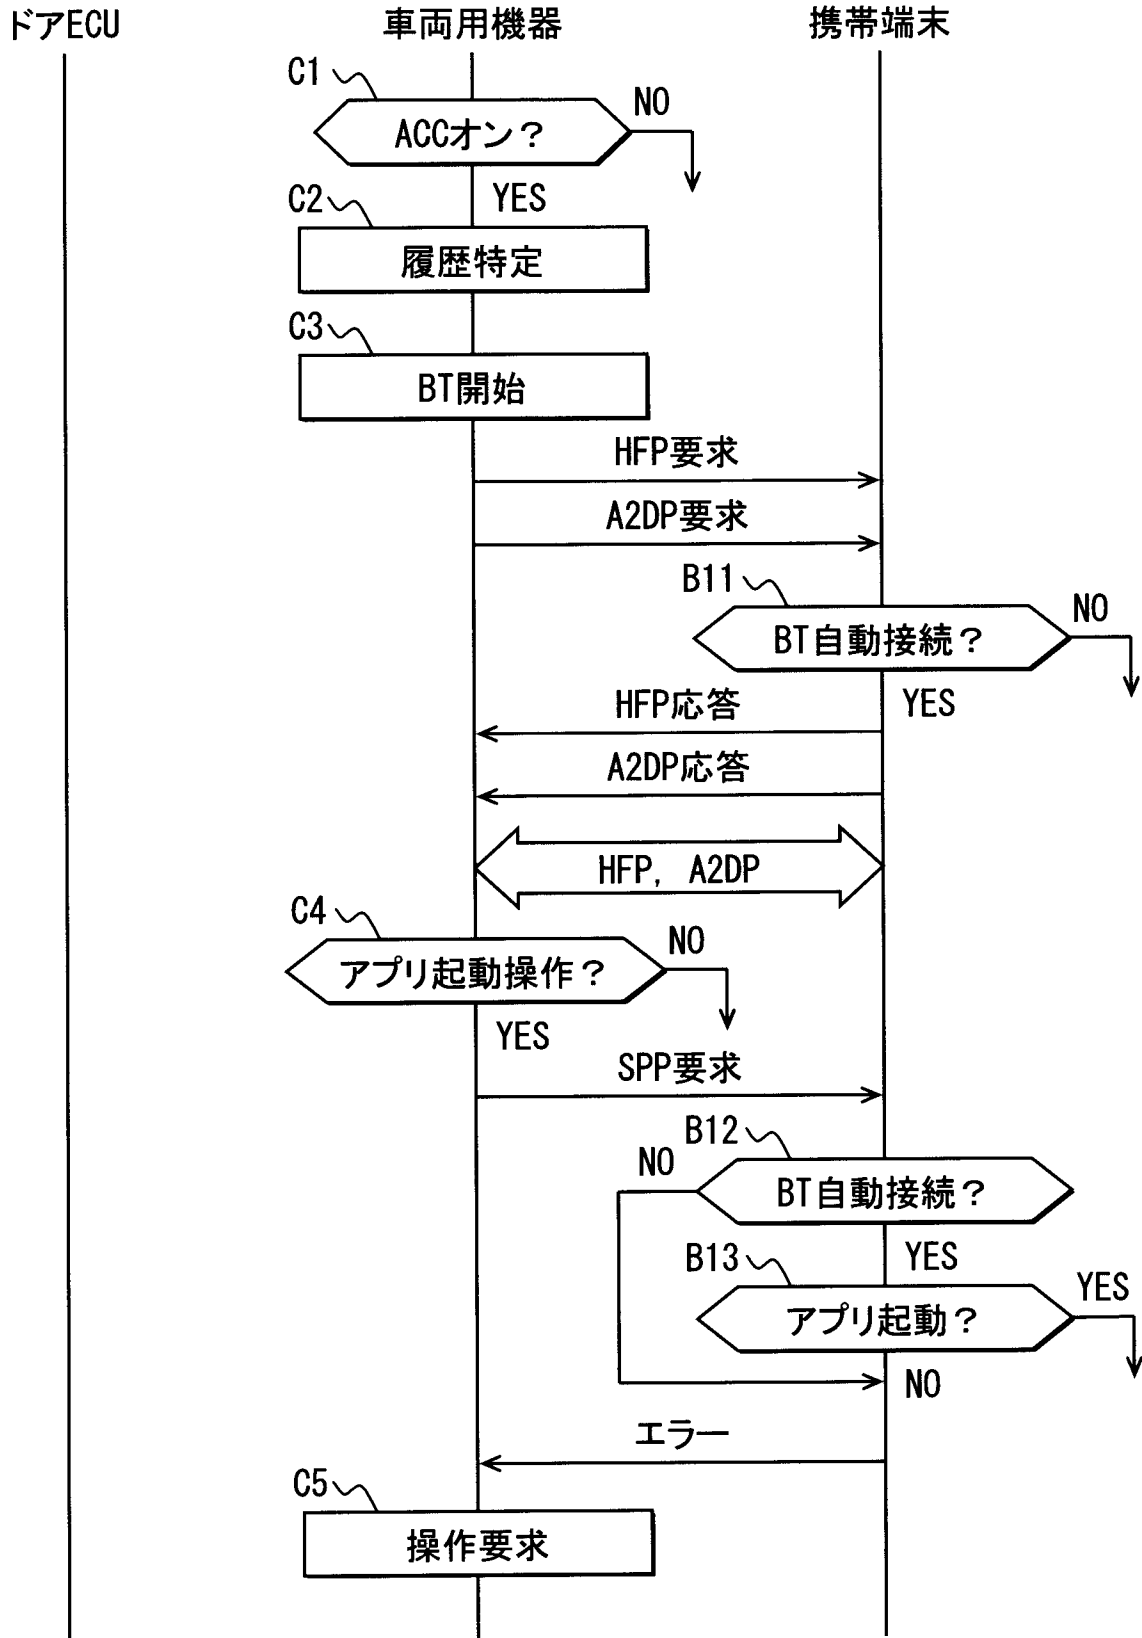 ドアECU 車両用機器 携帯端末
C1
ACCオン？ NO
YES
C2
履歴特定
C3
BT開始
HFP要求
A2DP要求
B11
BT自動接続？ NO
YES
HFP応答
A2DP応答
HFP, A2DP
C4
アプリ起動操作？ NO
YES
SPP要求
B12
NO BT自動接続？
YES
B13
アプリ起動？ YES
NO
エラー
C5
操作要求